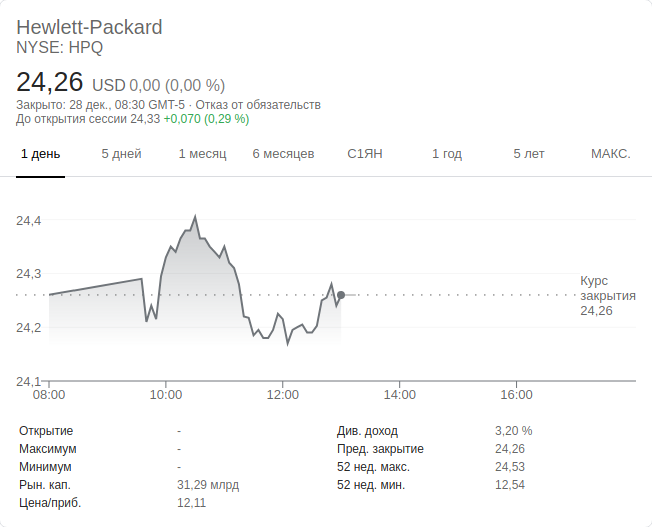 Hewlett-Packard
NYSE: HPQ
24,26 USD 0,00 (0,00 %)
Закрыто: 28 дек., 08:30 GMT-5 · Отказ от обязательств
До открытия сессии 24,33 +0,070 (0,29 %)
1 день 5 дней 1 месяц 6 месяцев С1ЯН 1 год 5 лет МАКС.
24,4
24,3
Курс
закрытия
24,26
24,2
24,1
08:00 10:00 12:00 14:00 16:00
Открытие - Див. доход 3,20 %
Максимум - Пред. закрытие 24,26
Минимум - 52 нед. макс. 24,53
Рын. кап. 31,29 млрд 52 нед. мин. 12,54
Цена/приб. 12,11